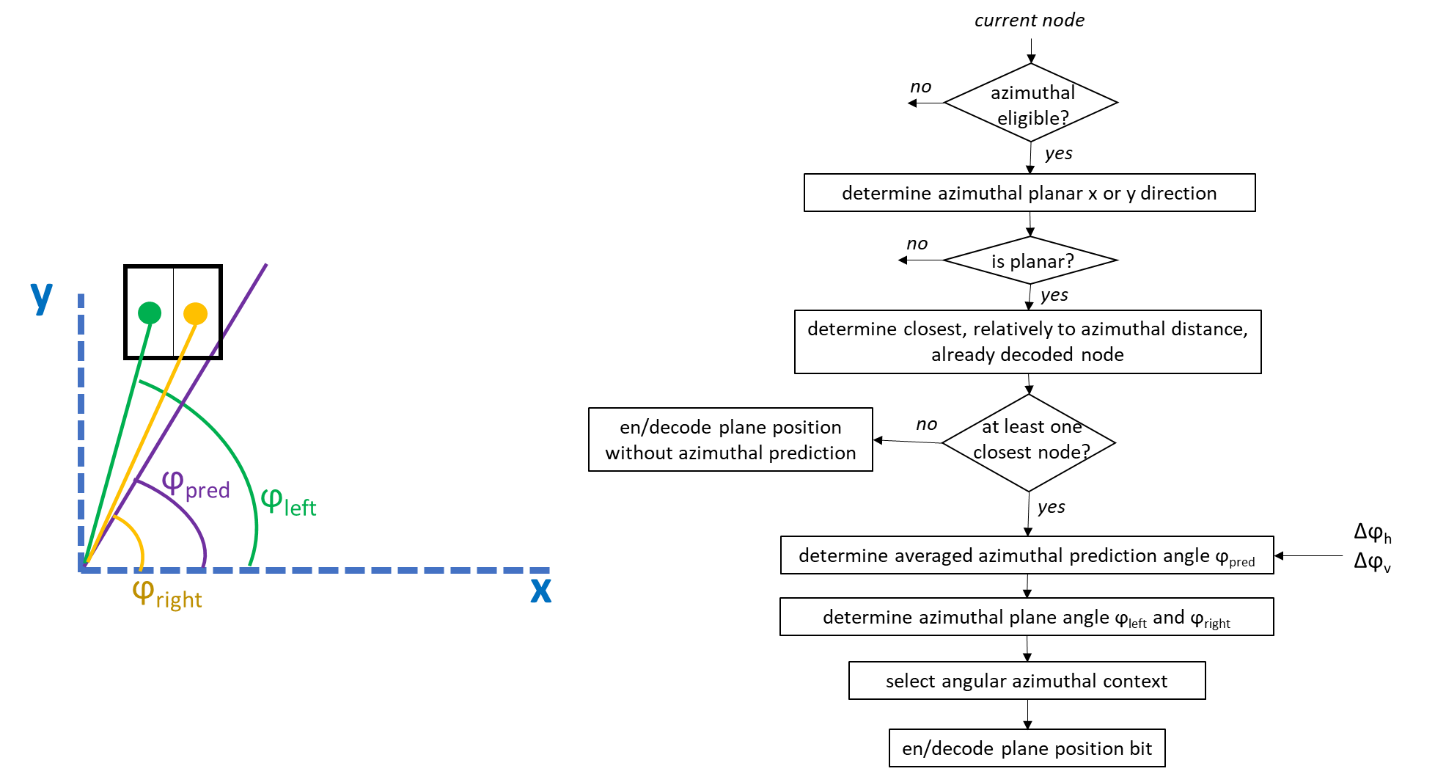 y
φpred
φleft
φright
x
current node
azimuthal
eligible?
no
yes
determine azimuthal planar x or y direction
is planar?
no
yes
determine closest, relatively to azimuthal distance,
already decoded node
at least one
closest node?
no
en/decode plane position
without azimuthal prediction
yes
determine averaged azimuthal prediction angle φpred
Δφh
Δφv
determine azimuthal plane angle φleft and φright
select angular azimuthal context
en/decode plane position bit